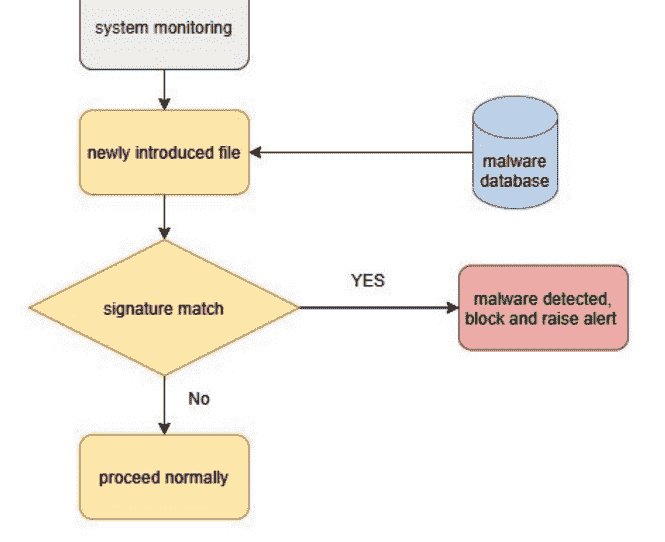 system monitoring
newly introduced file
malware
database
signature match
YES
malware detected,
block and raise alert
No
proceed normally